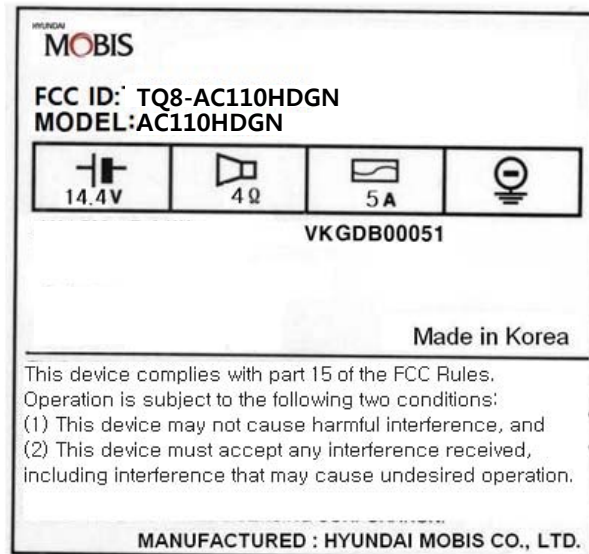 HYUNDAI
MOBIS
FCC ID: TQ8-AC110HDGN
MODEL:AC110HDGN
14.4V 4Ω 5A
VKGDB00051
Made in Korea
This device complies with part 15 of the FCC Rules.
Operation is subject to the following two conditions:
(1) This device may not cause harmful interference, and
(2) This device must accept any interference received,
including interference that may cause undesired operation.
MANUFACTURED : HYUNDAI MOBIS CO., LTD.